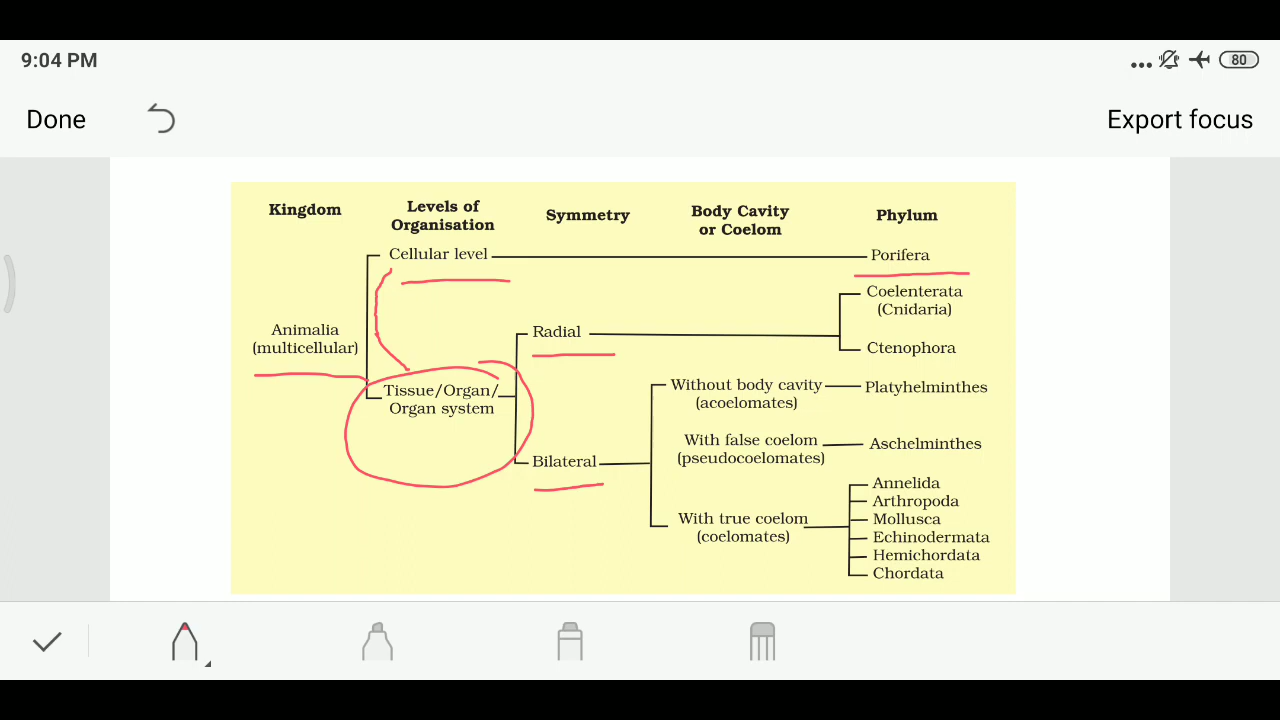 9:04 PM
80
Done
Export focus
Kingdom
Levels of
Organisation
Symmetry
Body Cavity
or Coelom
Phylum
Cellular level
Porifera
Coelenterata
(Cnidaria)
Animalia
(multicellular)
Radial
Ctenophora
Tissue/Organ/
Organ system
Without body cavity
(acoelomates)
Platyhelminthes
With false coelom
(pseudocoelomates)
Aschelminthes
Bilateral
With true coelom
(coelomates)
Annelida
Arthropoda
Mollusca
Echinodermata
Hemichordata
Chordata